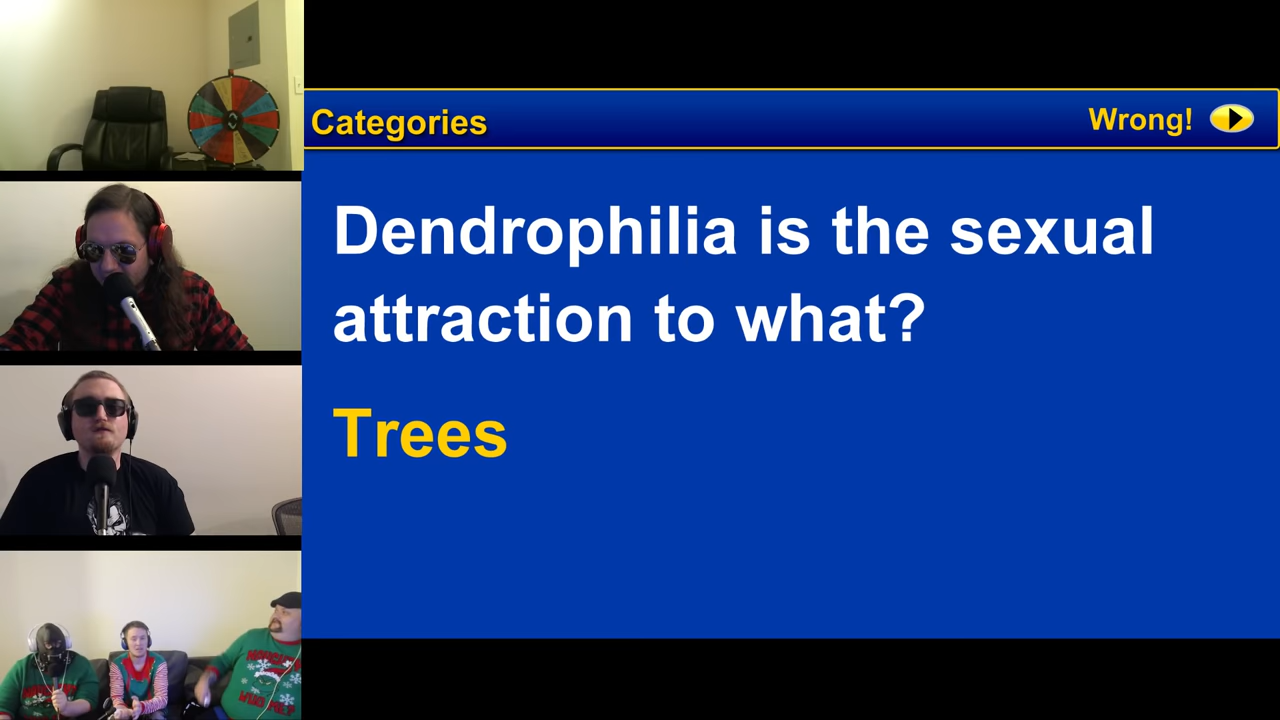 Categories
Wrong!
Dendrophilia is the sexual
attraction to what?
Trees